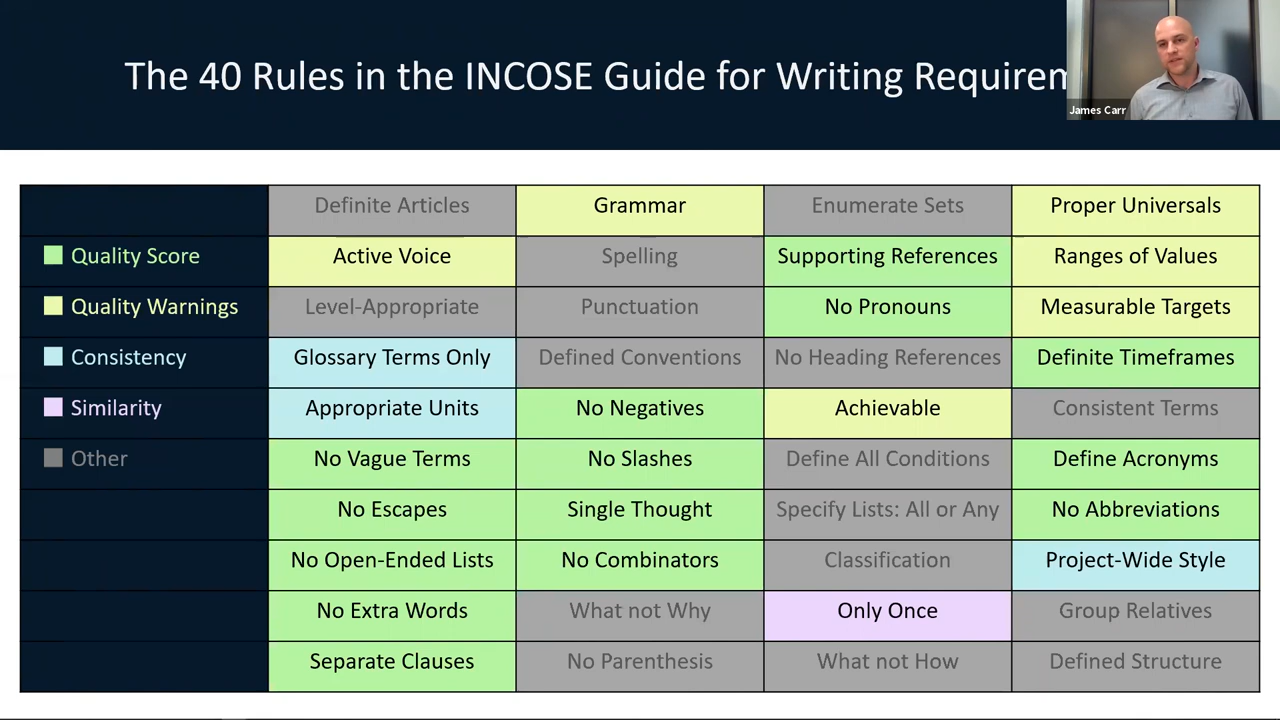 The 40 Rules in the INCOSE Guide for Writing Requirem
James Carr
Definite Articles Grammar Enumerate Sets Proper Universals
Quality Score Active Voice Spelling Supporting References Ranges of Values
Quality Warnings Level-Appropriate Punctuation No Pronouns Measurable Targets
Consistency Glossary Terms Only Defined Conventions No Heading References Definite Timeframes
Similarity Appropriate Units No Negatives Achievable Consistent Terms
Other No Vague Terms No Slashes Define All Conditions Define Acronyms
No Escapes Single Thought Specify Lists: All or Any No Abbreviations
No Open-Ended Lists No Combinators Classification Project-Wide Style
No Extra Words What not Why Only Once Group Relatives
Separate Clauses No Parenthesis What not How Defined Structure